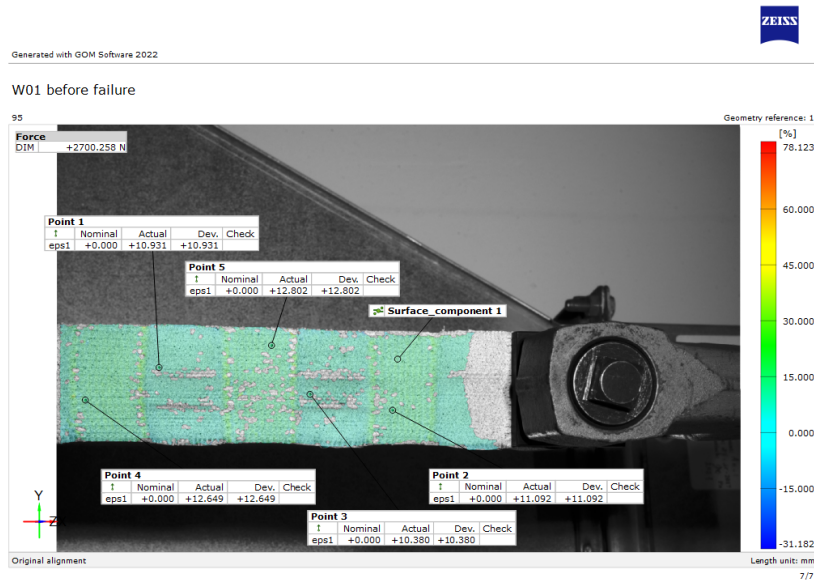 ZEISS
Generated with GOM Software 2022
W01 before failure
95
Geometry reference: 1
Force
DIM +2700.258 N
[%]
78.123
60.000
45.000
30.000
15.000
0.000
-15.000
-31.182
Point 1
Nominal Actual Dev. Check
eps1 +0.000 +10.931 +10.931
Point 5
Nominal Actual Dev. Check
eps1 +0.000 +12.802 +12.802
Surface_component 1
Point 4
Nominal Actual Dev. Check
eps1 +0.000 +12.649 +12.649
Point 2
Nominal Actual Dev. Check
eps1 +0.000 +11.092 +11.092
Point 3
Nominal Actual Dev. Check
eps1 +0.000 +10.380 +10.380
Y
Z
Original alignment
Length unit: mm
7/7